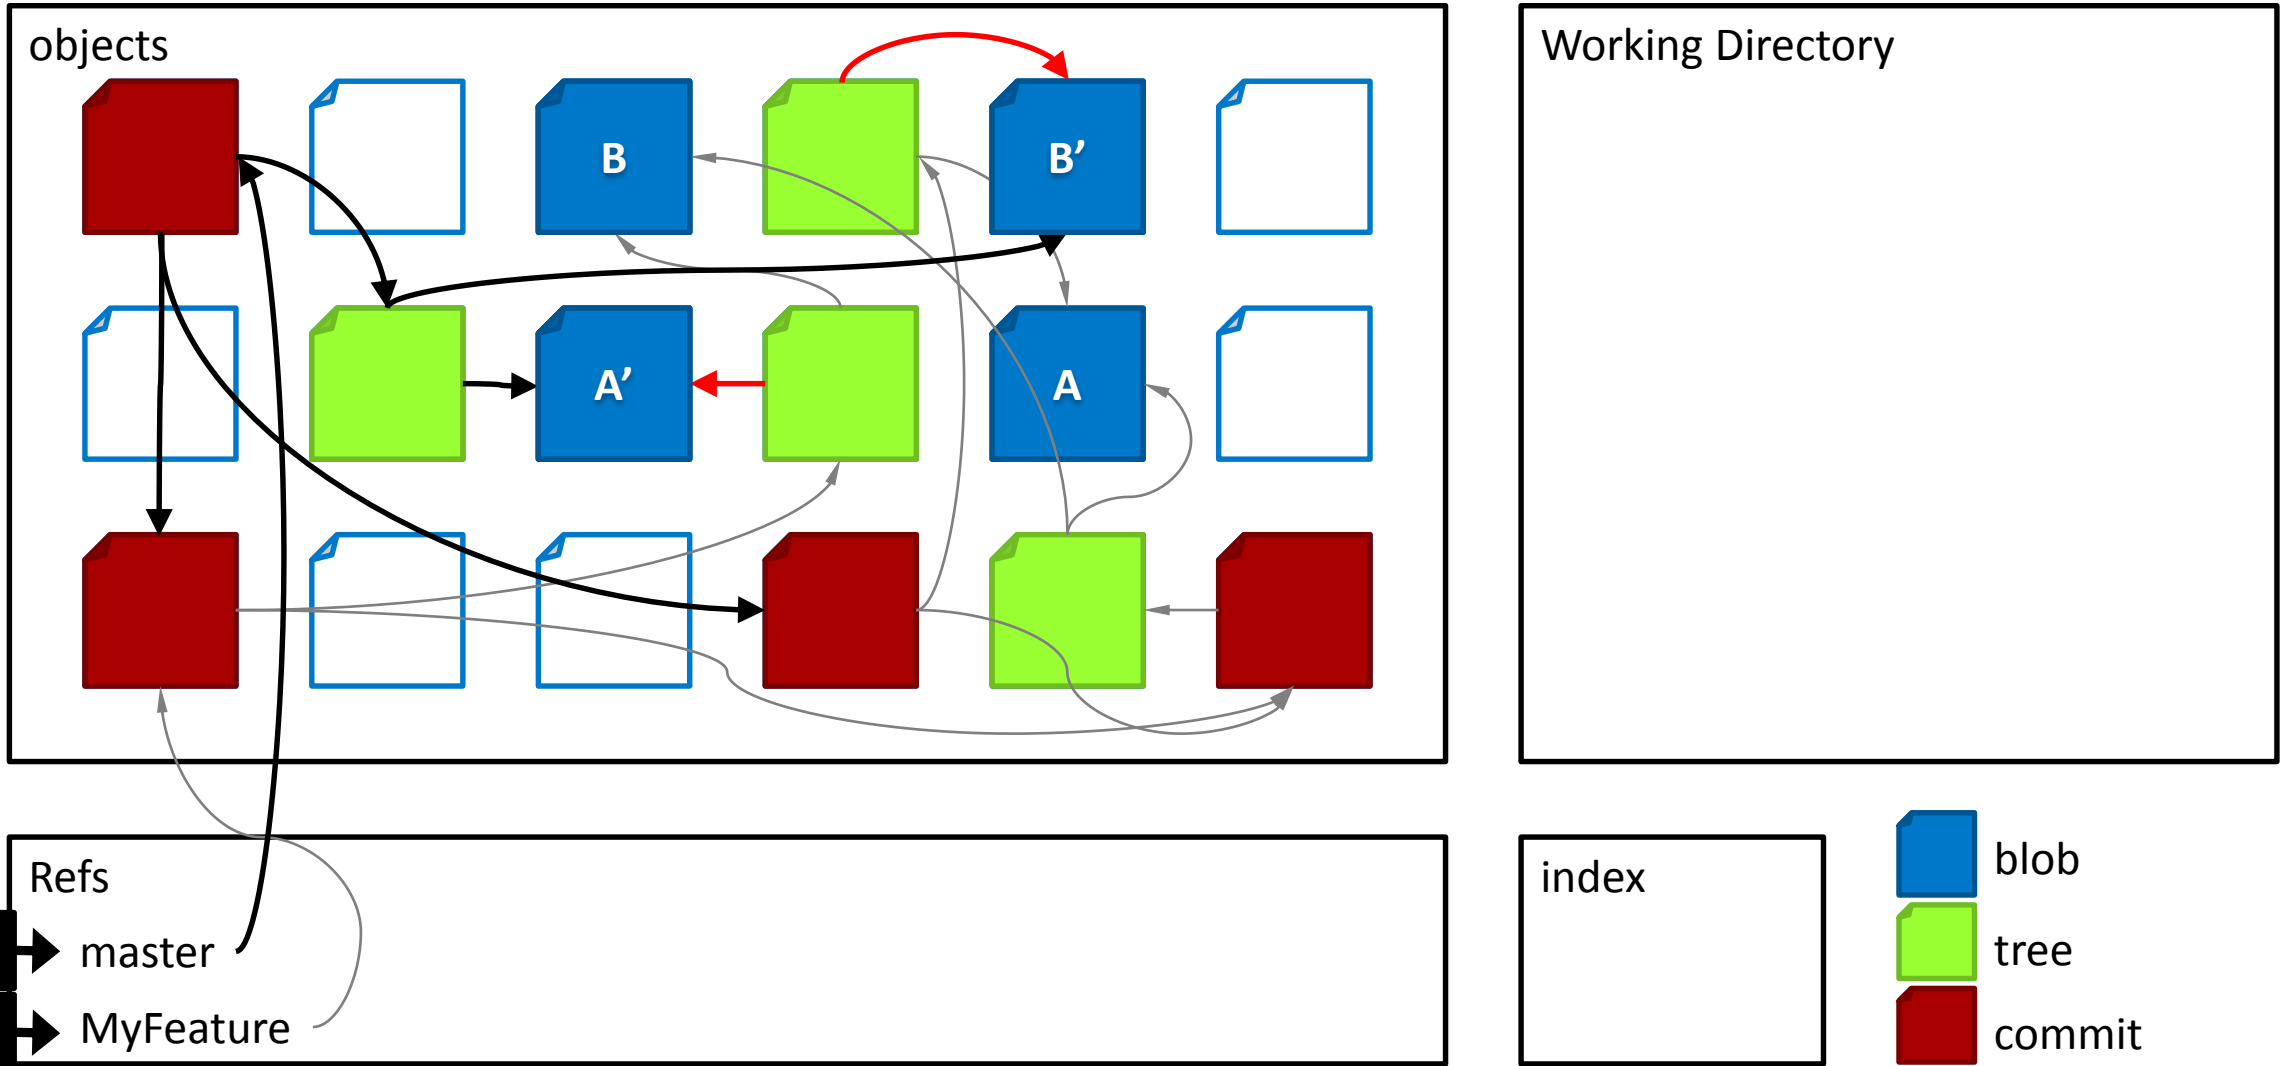 objects
Working Directory
B
B’
A’
A
Refs
master
MyFeature
index
blob
tree
commit